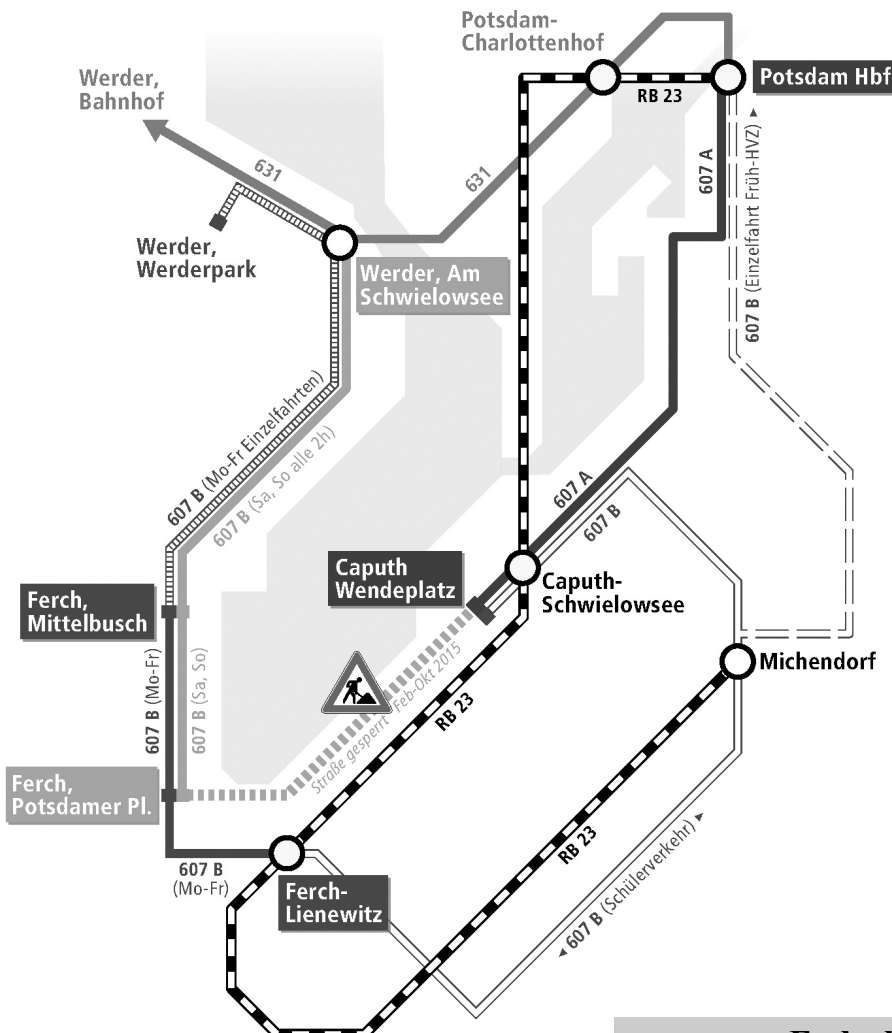 Potsdam-
Charlottenhof
Potsdam Hbf
RB 23
Werder,
Bahnhof
631
631
607 A
607 B (Einzelfahrt Früh-HVZ)
Werder,
Werderpark
Werder, Am
Schwielowsee
607 B (Mo-Fr Einzelfahrten)
607 B (Sa, So alle 2h)
607 A
607 B
Caputh
Wendeplatz
Caputh-
Schwielowsee
Ferch,
Mittelbusch
Michendorf
607 B (Mo-Fr)
607 B (Sa, So)
Straße gesperrt Feb-Okt 2015
RB 23
Ferch,
Potsdamer Pl.
RB 23
607 B (Schülerverkehr)
607 B
(Mo-Fr)
Ferch-
Lienewitz